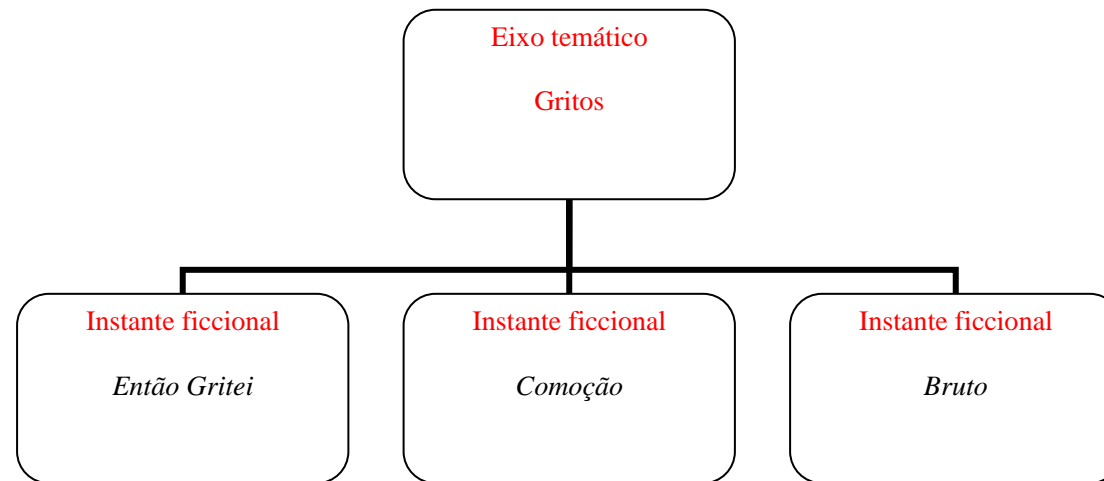 Eixo temático
Gritos
Instante ficcional
Então Gritei
Instante ficcional
Comoção
Instante ficcional
Bruto